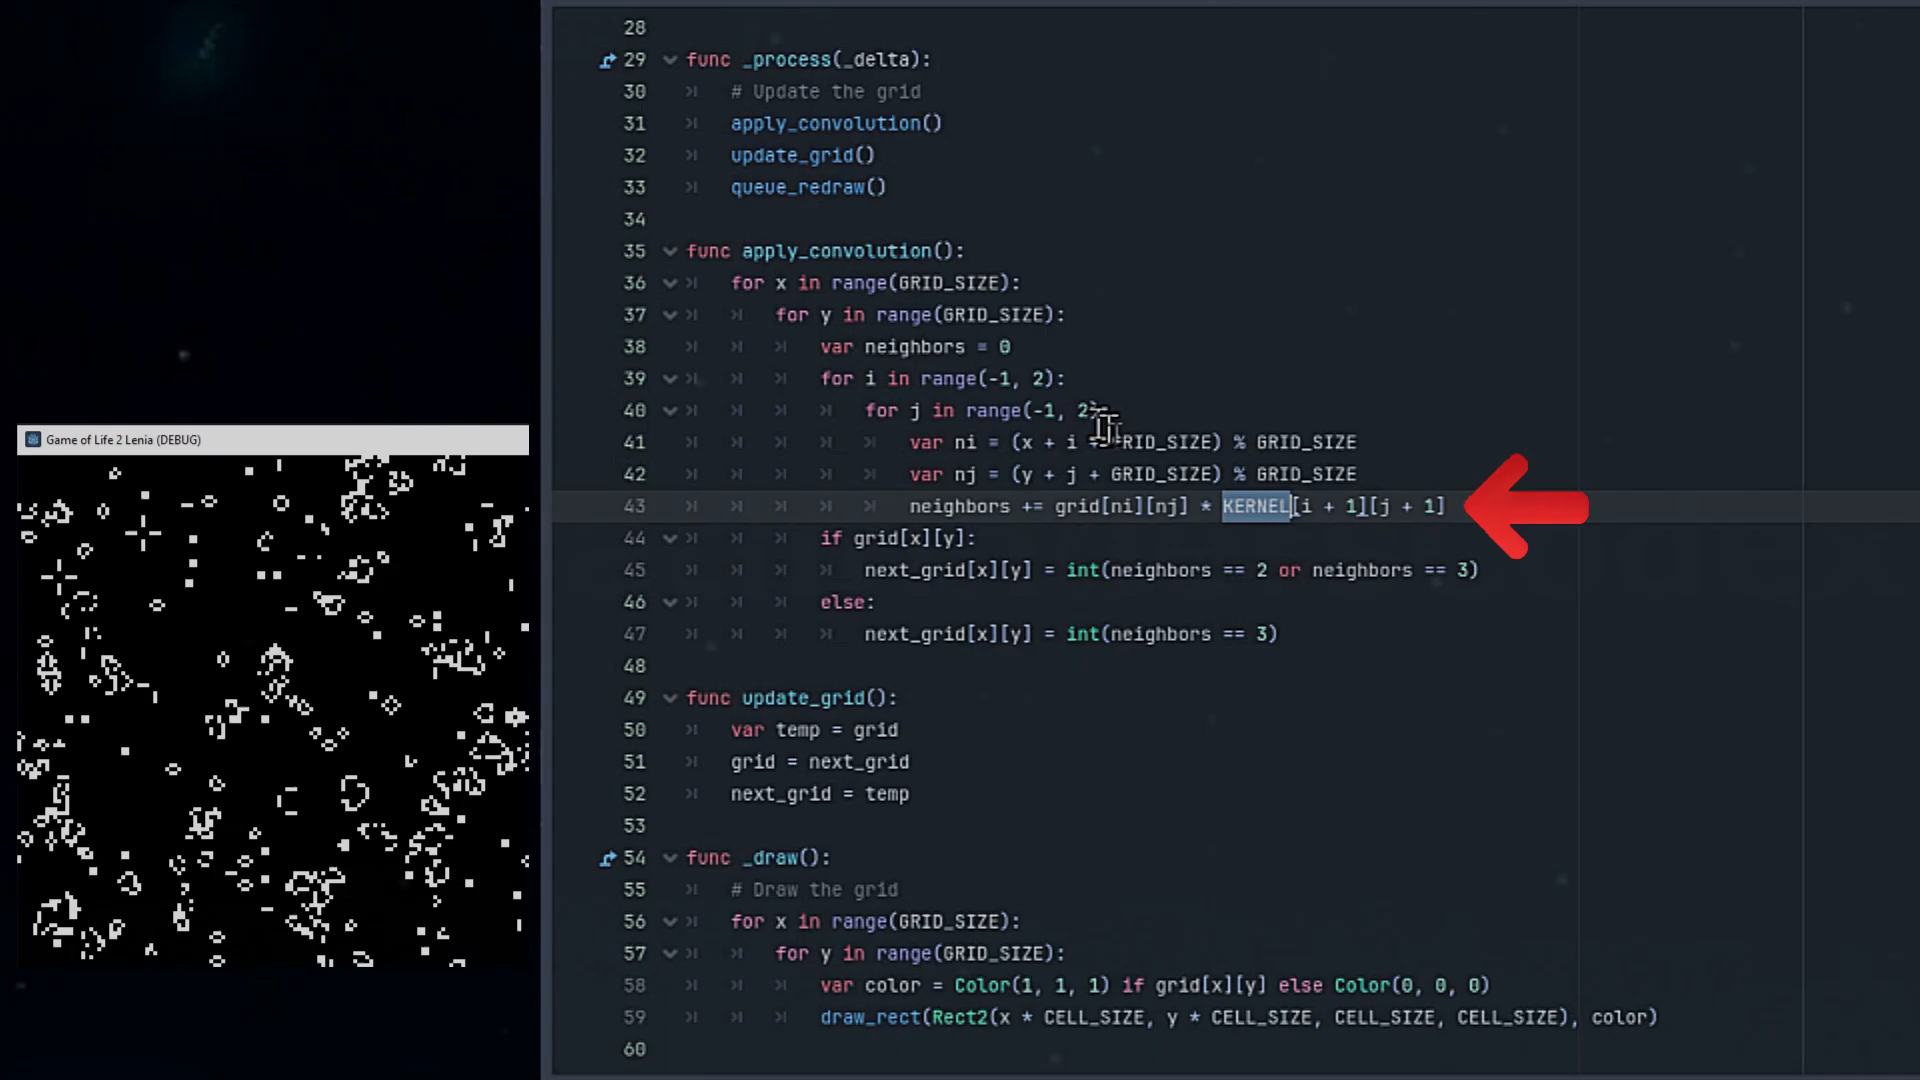 Game of Life 2 Lenia (DEBUG)
28
29 func _process(_delta):
30 # Update the grid
31 apply_convolution()
32 update_grid()
33 queue_redraw()
34
35 func apply_convolution():
36 for x in range(GRID_SIZE):
37 for y in range(GRID_SIZE):
38 var neighbors = 0
39 for i in range(-1, 2):
40 for j in range(-1, 2):
41 var ni = (x + i + GRID_SIZE) % GRID_SIZE
42 var nj = (y + j + GRID_SIZE) % GRID_SIZE
43 neighbors += grid[ni][nj] * KERNEL[i + 1][j + 1]
44 if grid[x][y]:
45 next_grid[x][y] = int(neighbors == 2 or neighbors == 3)
46 else:
47 next_grid[x][y] = int(neighbors == 3)
48
49 func update_grid():
50 var temp = grid
51 grid = next_grid
52 next_grid = temp
53
54 func _draw():
55 # Draw the grid
56 for x in range(GRID_SIZE):
57 for y in range(GRID_SIZE):
58 var color = Color(1, 1, 1) if grid[x][y] else Color(0, 0, 0)
59 draw_rect(Rect2(x * CELL_SIZE, y * CELL_SIZE, CELL_SIZE, CELL_SIZE), color)
60